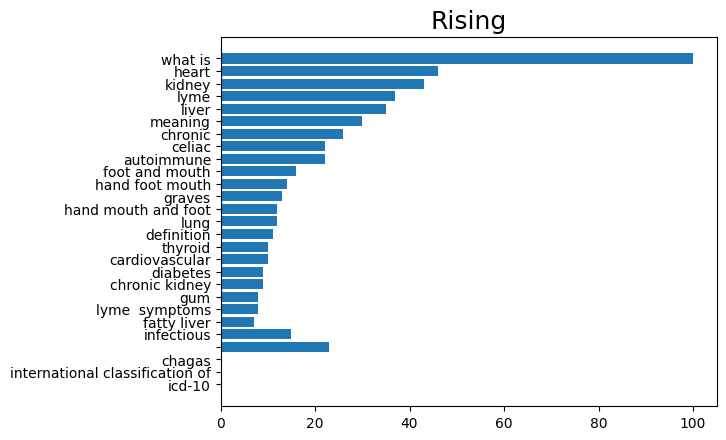 Rising
what is
heart
kidney
lyme
liver
meaning
chronic
celiac
autoimmune
foot and mouth
hand foot mouth
graves
hand mouth and foot
lung
definition
thyroid
cardiovascular
diabetes
chronic kidney
gum
lyme  symptoms
fatty liver
infectious
chagas
international classification of
icd-10
0 20 40 60 80 100